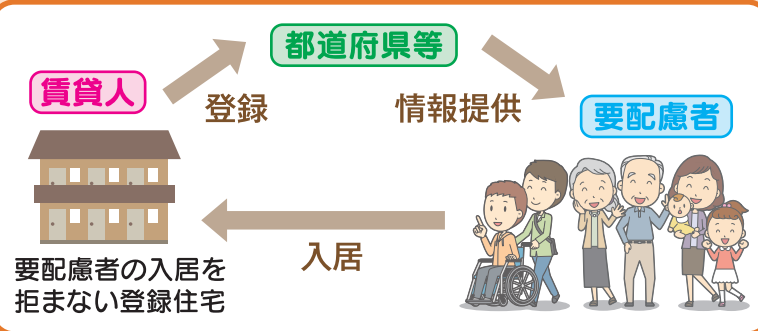 都道府県等
賃貸人
登録
情報提供
要配慮者
入居
要配慮者の入居を
拒まない登録住宅